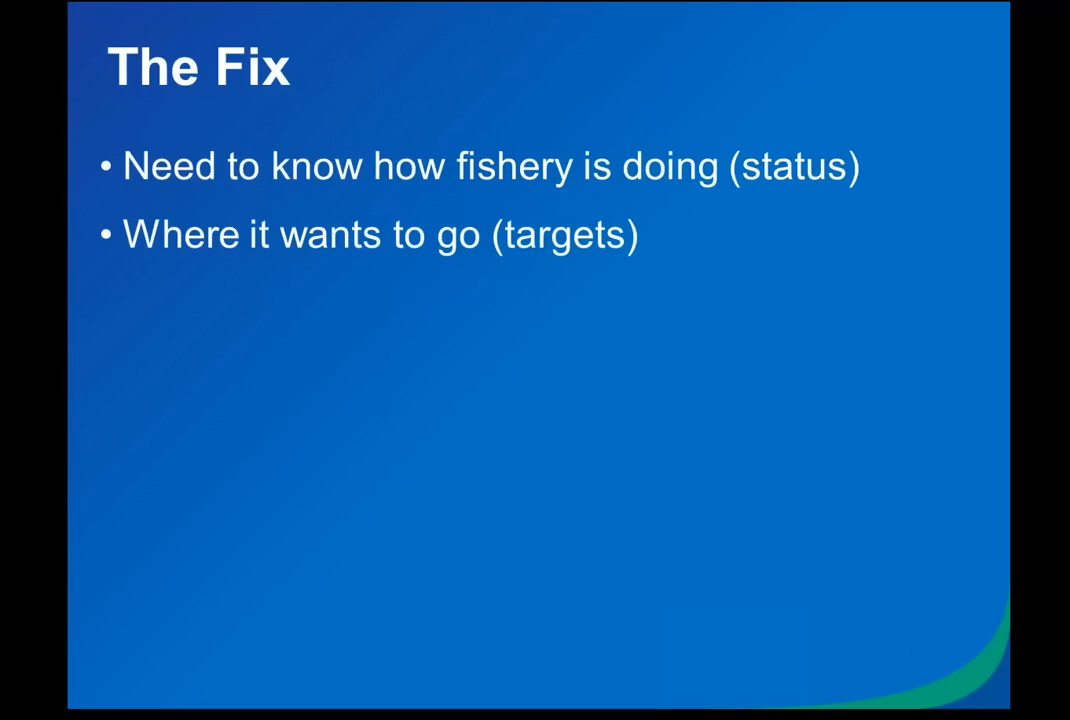 The Fix
• Need to know how fishery is doing (status)
• Where it wants to go (targets)